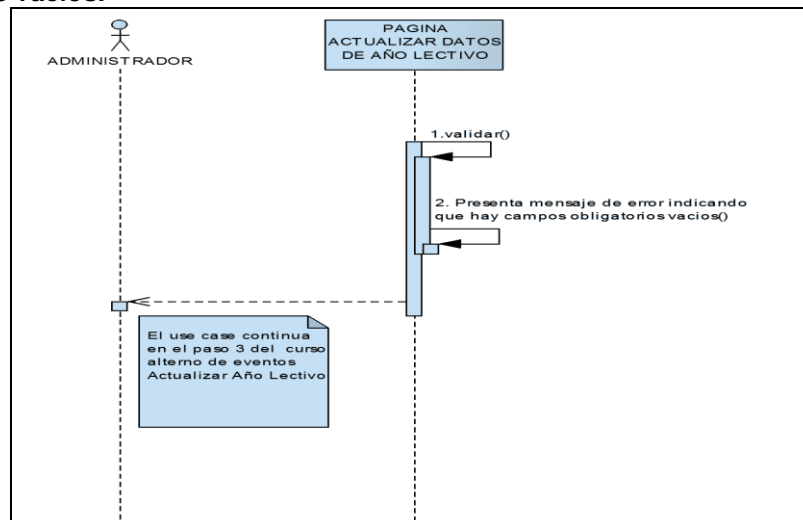 PAGINA
ACTUALIZAR DATOS
DE AÑO LECTIVO
ADMINISTRADOR
1.validar()
2. Presenta mensaje de error indicando
que hay campos obligatorios vacios()
El use case continua
en el paso 3 del curso
alterno de eventos
Actualizar Año Lectivo